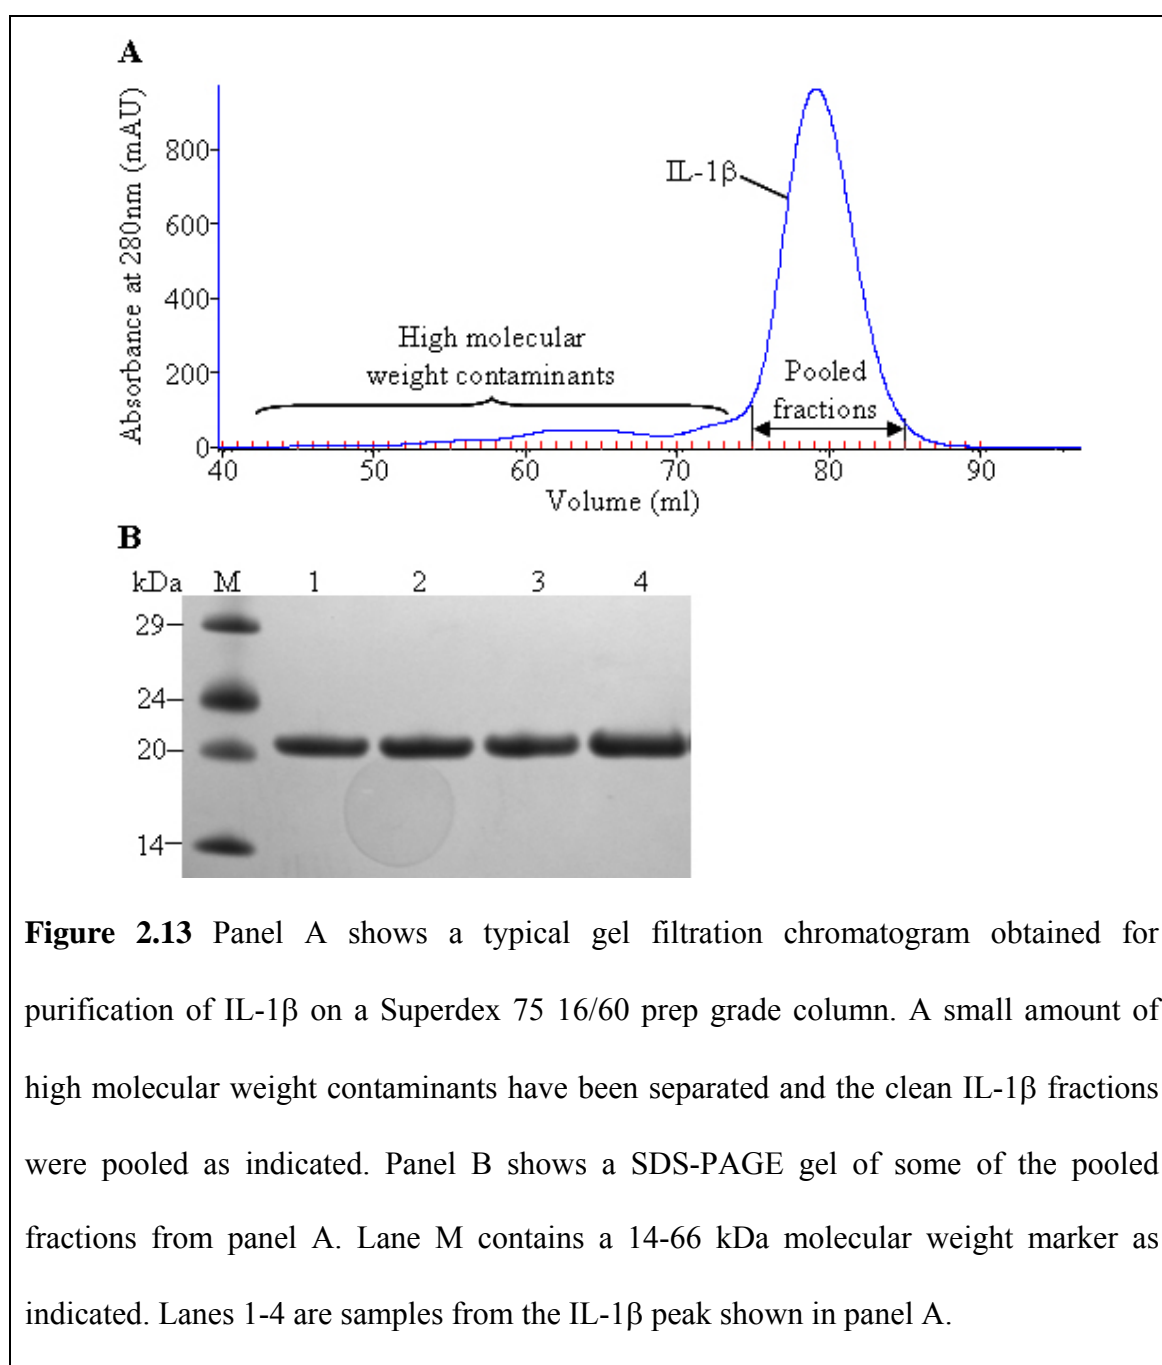 A
Absorbance at 280nm (mAU)
800
600
400
200
0
IL-1β
High molecular
weight contaminants
Pooled
fractions
40 50 60 70 80 90
Volume (ml)
B
kDa M 1 2 3 4
29
24
20
14
Figure 2.13 Panel A shows a typical gel filtration chromatogram obtained for
purification of IL-1β on a Superdex 75 16/60 prep grade column. A small amount of
high molecular weight contaminants have been separated and the clean IL-1β fractions
were pooled as indicated. Panel B shows a SDS-PAGE gel of some of the pooled
fractions from panel A. Lane M contains a 14-66 kDa molecular weight marker as
indicated. Lanes 1-4 are samples from the IL-1β peak shown in panel A.